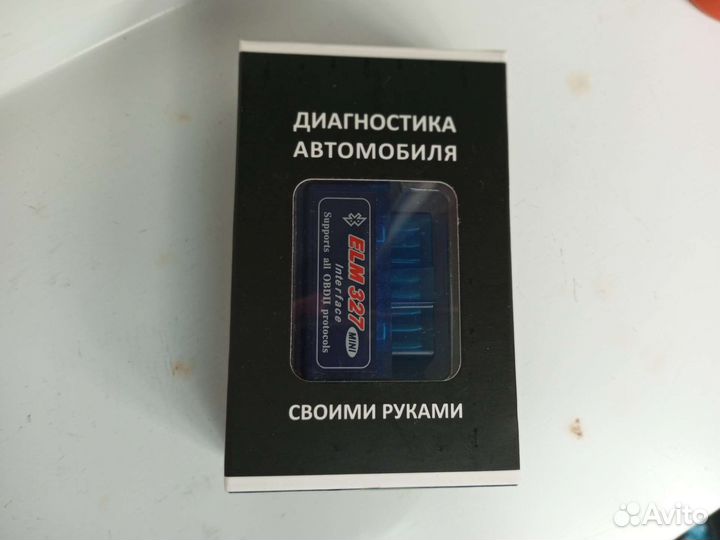 ДИАГНОСТИКА
АВТОМОБИЛЯ
ELM 327
Interface
MINI
Supports all OBDII protocols
СВОИМИ РУКАМИ
Avito